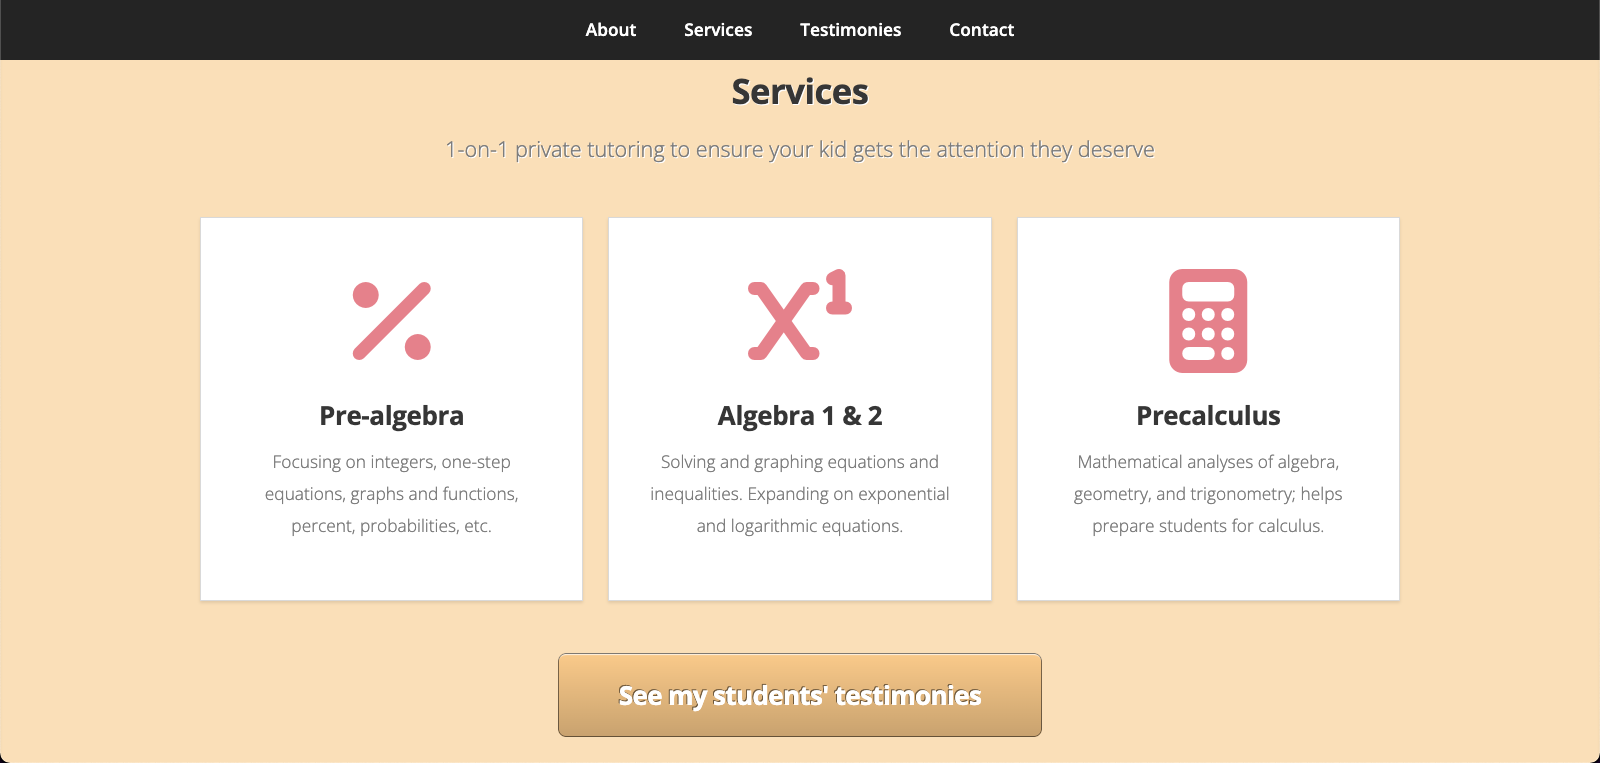 About Services Testimonies Contact
Services
1-on-1 private tutoring to ensure your kid gets the attention they deserve
x¹
Pre-algebra
Focusing on integers, one-step
equations, graphs and functions,
percent, probabilities, etc.
Algebra 1 & 2
Solving and graphing equations and
inequalities. Expanding on exponential
and logarithmic equations.
Precalculus
Mathematical analyses of algebra,
geometry, and trigonometry; helps
prepare students for calculus.
See my students' testimonies